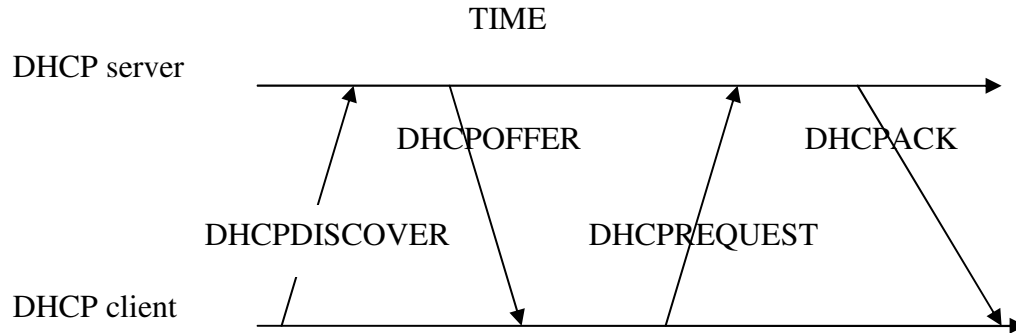 TIME
DHCP server
DHCPOFFER
DHCPACK
DHCPDISCOVER
DHCPREQUEST
DHCP client